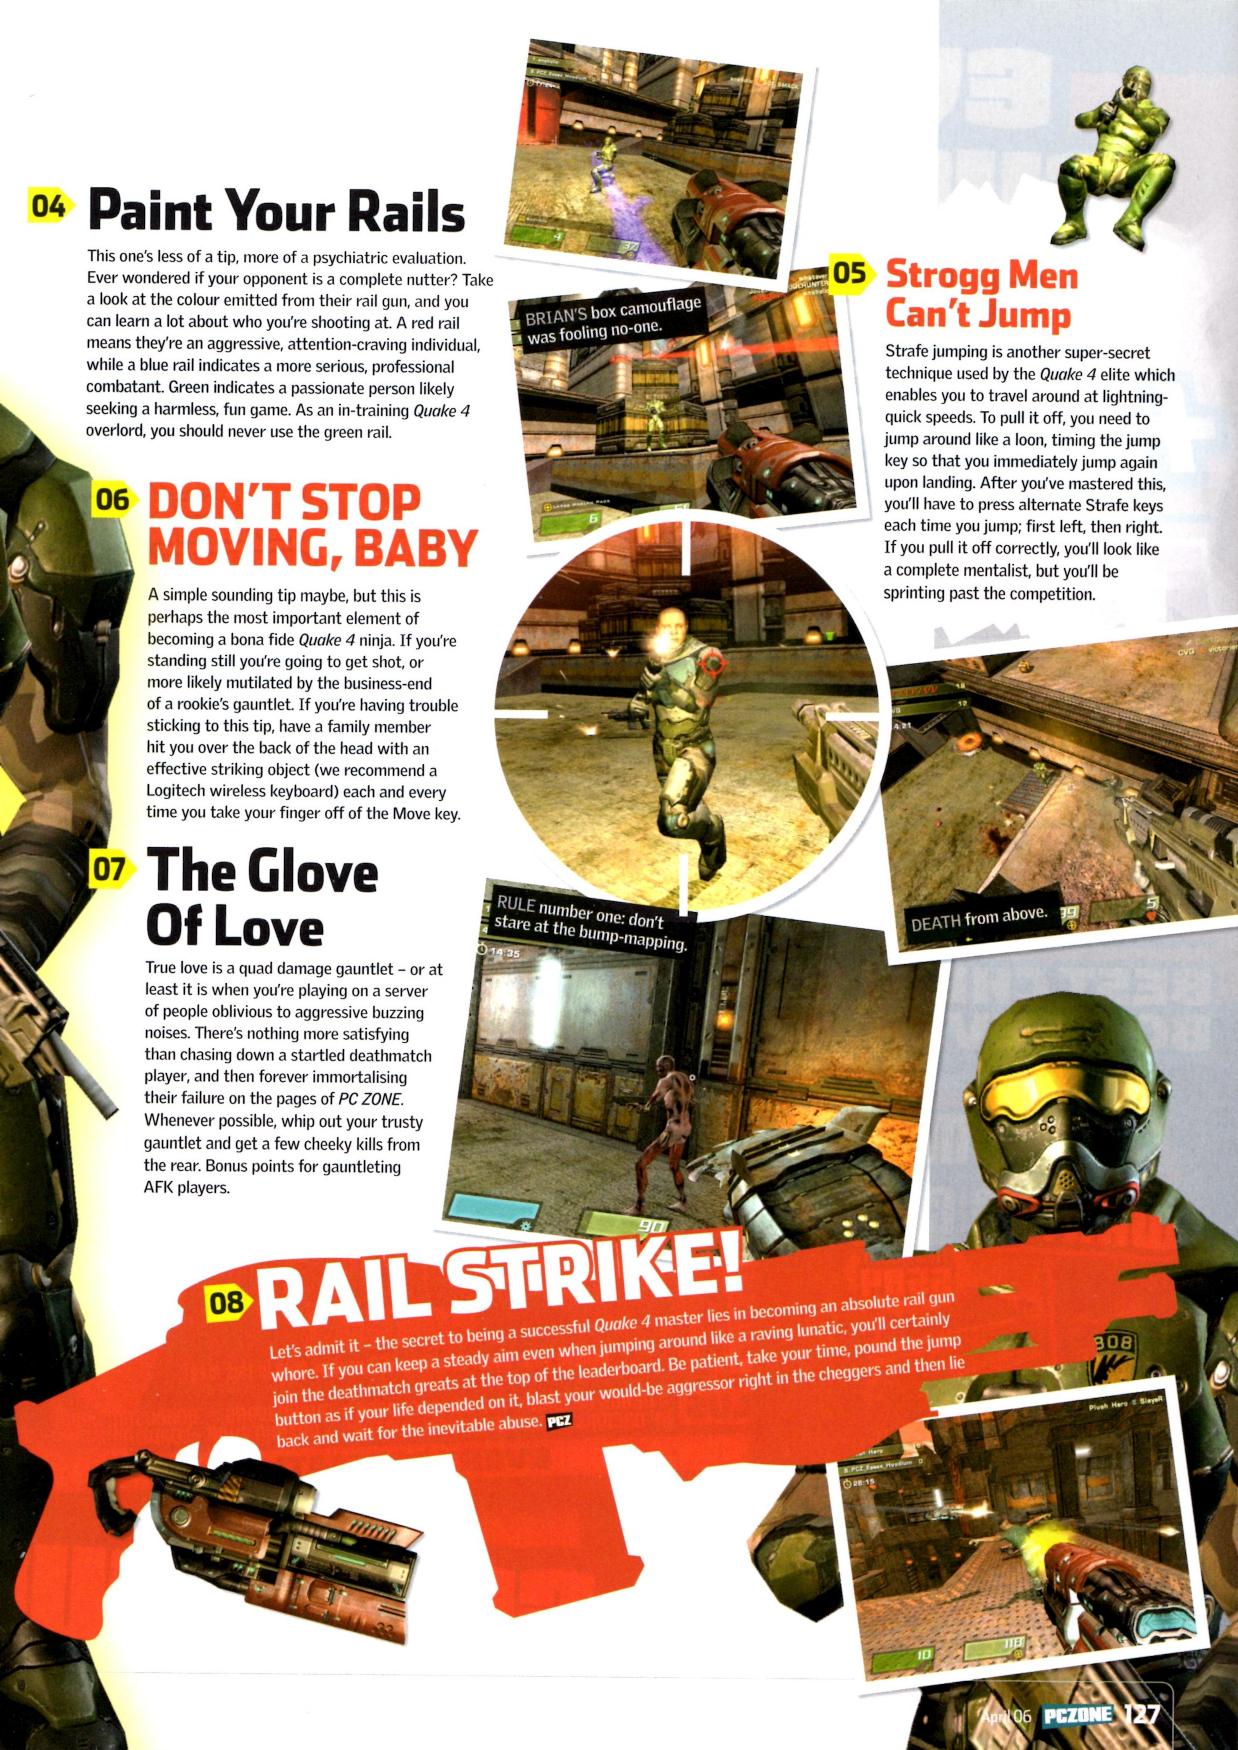 04
Paint Your Rails
This one's less of a tip, more of a psychiatric evaluation.
Ever wondered if your opponent is a complete nutter? Take
a look at the colour emitted from their rail gun, and you
can learn a lot about who you're shooting at. A red rail
means they're an aggressive, attention-craving individual,
while a blue rail indicates a more serious, professional
combatant. Green indicates a passionate person likely
seeking a harmless, fun game. As an in-training Quake 4
overlord, you should never use the green rail.
BRIAN'S box camouflage
was fooling no-one.
05
Strogg Men
Can't Jump
Strafe jumping is another super-secret
technique used by the Quake 4 elite which
enables you to travel around at lightning-
quick speeds. To pull it off, you need to
jump around like a loon, timing the jump
key so that you immediately jump again
upon landing. After you've mastered this,
you'll have to press alternate Strafe keys
each time you jump; first left, then right.
If you pull it off correctly, you'll look like
a complete mentalist, but you'll be
sprinting past the competition.
06
DON'T STOP
MOVING, BABY
A simple sounding tip maybe, but this is
perhaps the most important element of
becoming a bona fide Quake 4 ninja. If you're
standing still you're going to get shot, or
more likely mutilated by the business-end
of a rookie's gauntlet. If you're having trouble
sticking to this tip, have a family member
hit you over the back of the head with an
effective striking object (we recommend a
Logitech wireless keyboard) each and every
time you take your finger off of the Move key.
DEATH from above.
07
The Glove
Of Love
True love is a quad damage gauntlet – or at
least it is when you're playing on a server
of people oblivious to aggressive buzzing
noises. There's nothing more satisfying
than chasing down a startled deathmatch
player, and then forever immortalising
their failure on the pages of PC ZONE.
Whenever possible, whip out your trusty
gauntlet and get a few cheeky kills from
the rear. Bonus points for gauntleting
AFK players.
RULE number one: don't
stare at the bump-mapping.
14:35
90
08
RAIL STRIKE!
Let's admit it – the secret to being a successful Quake 4 master lies in becoming an absolute rail gun
whore. If you can keep a steady aim even when jumping around like a raving lunatic, you'll certainly
join the deathmatch greats at the top of the leaderboard. Be patient, take your time, pound the jump
button as if your life depended on it, blast your would-be aggressor right in the cheggers and then lie
back and wait for the inevitable abuse. PCZ
808
28:15
10
118
April 06 PCZONE 127